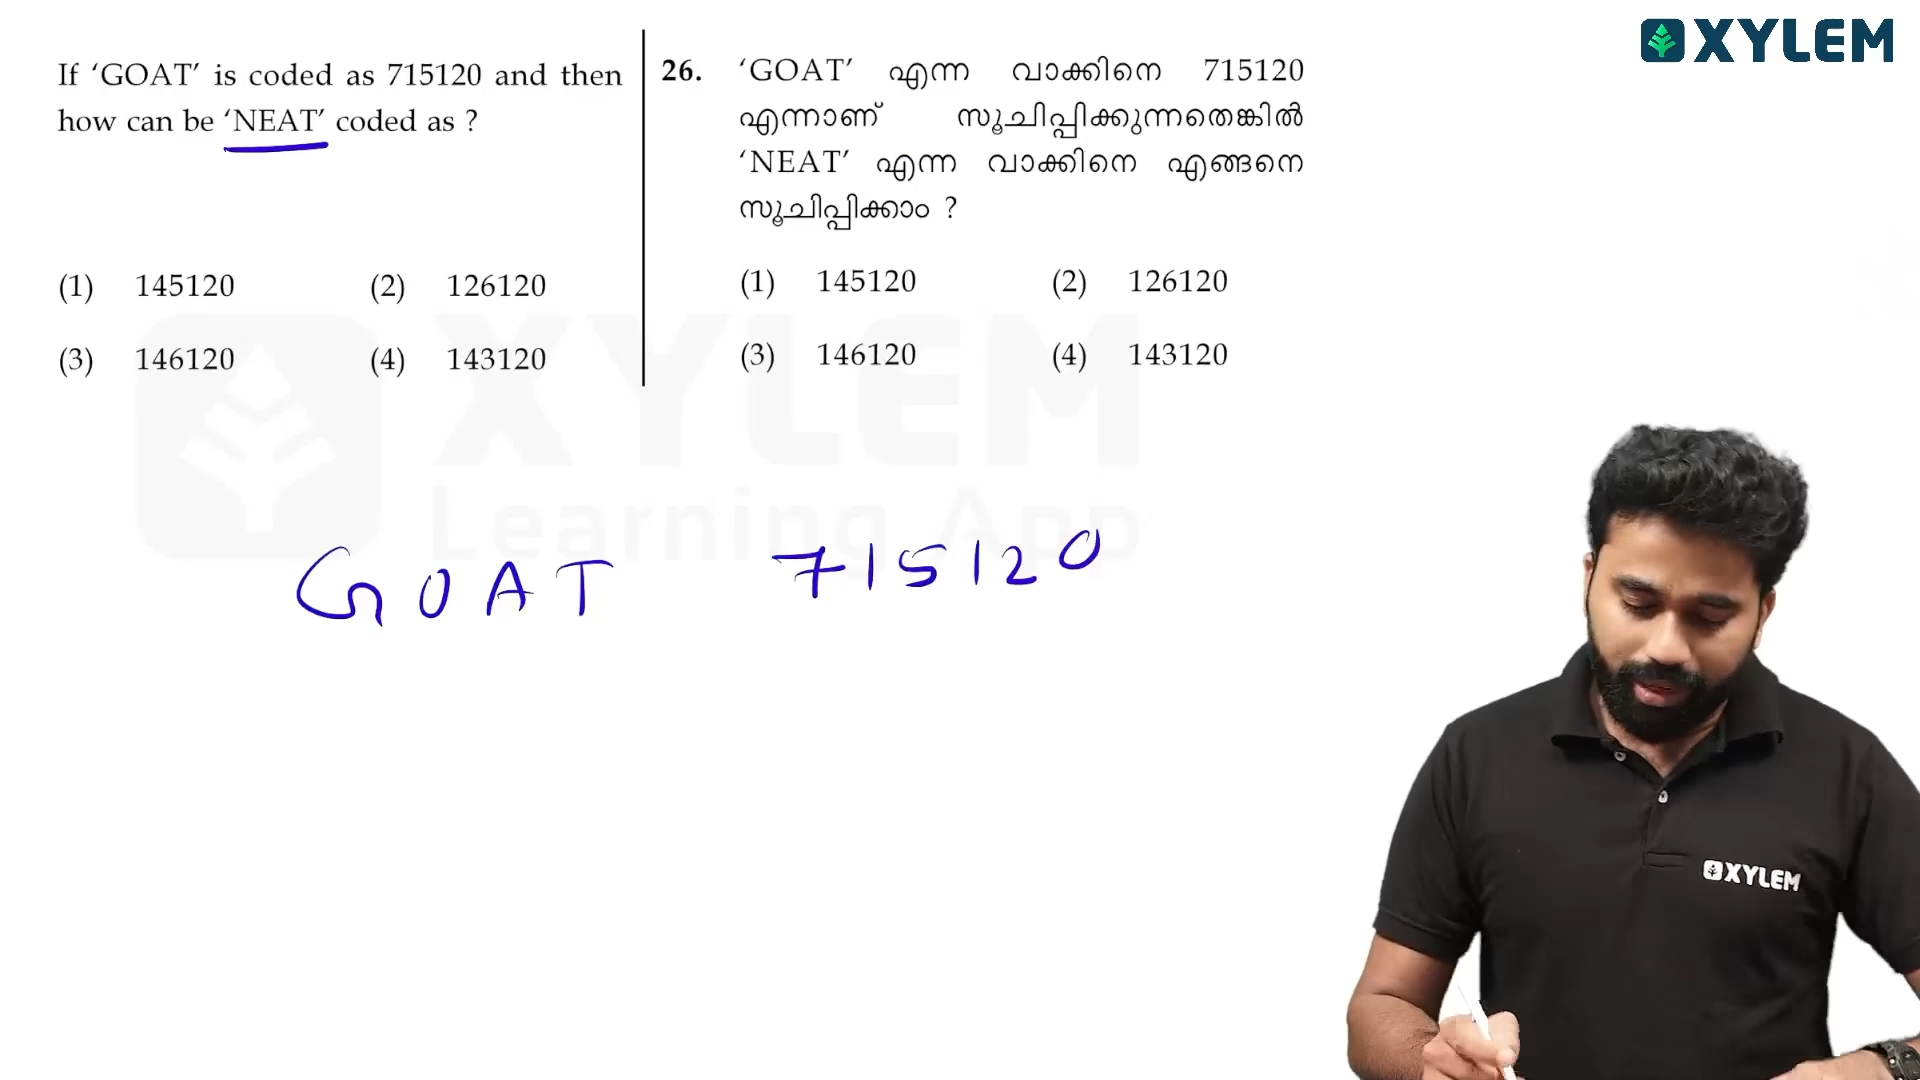 XYLEM
If ‘GOAT’ is coded as 715120 and then
how can be ‘NEAT’ coded as ?
(1) 145120 (2) 126120
(3) 146120 (4) 143120
26. ‘GOAT’ എന്ന വാക്കിനെ 715120
എന്നാണ് സൂചിപ്പിക്കുന്നതെങ്കിൽ
‘NEAT’ എന്ന വാക്കിനെ എങ്ങനെ
സൂചിപ്പിക്കാം ?
(1) 145120 (2) 126120
(3) 146120 (4) 143120
XYLEM
Learning App
GOAT 715120
XYLEM